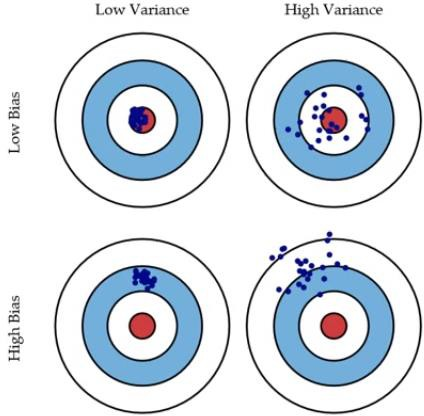 Low Variance
High Variance
Low Bias
High Bias